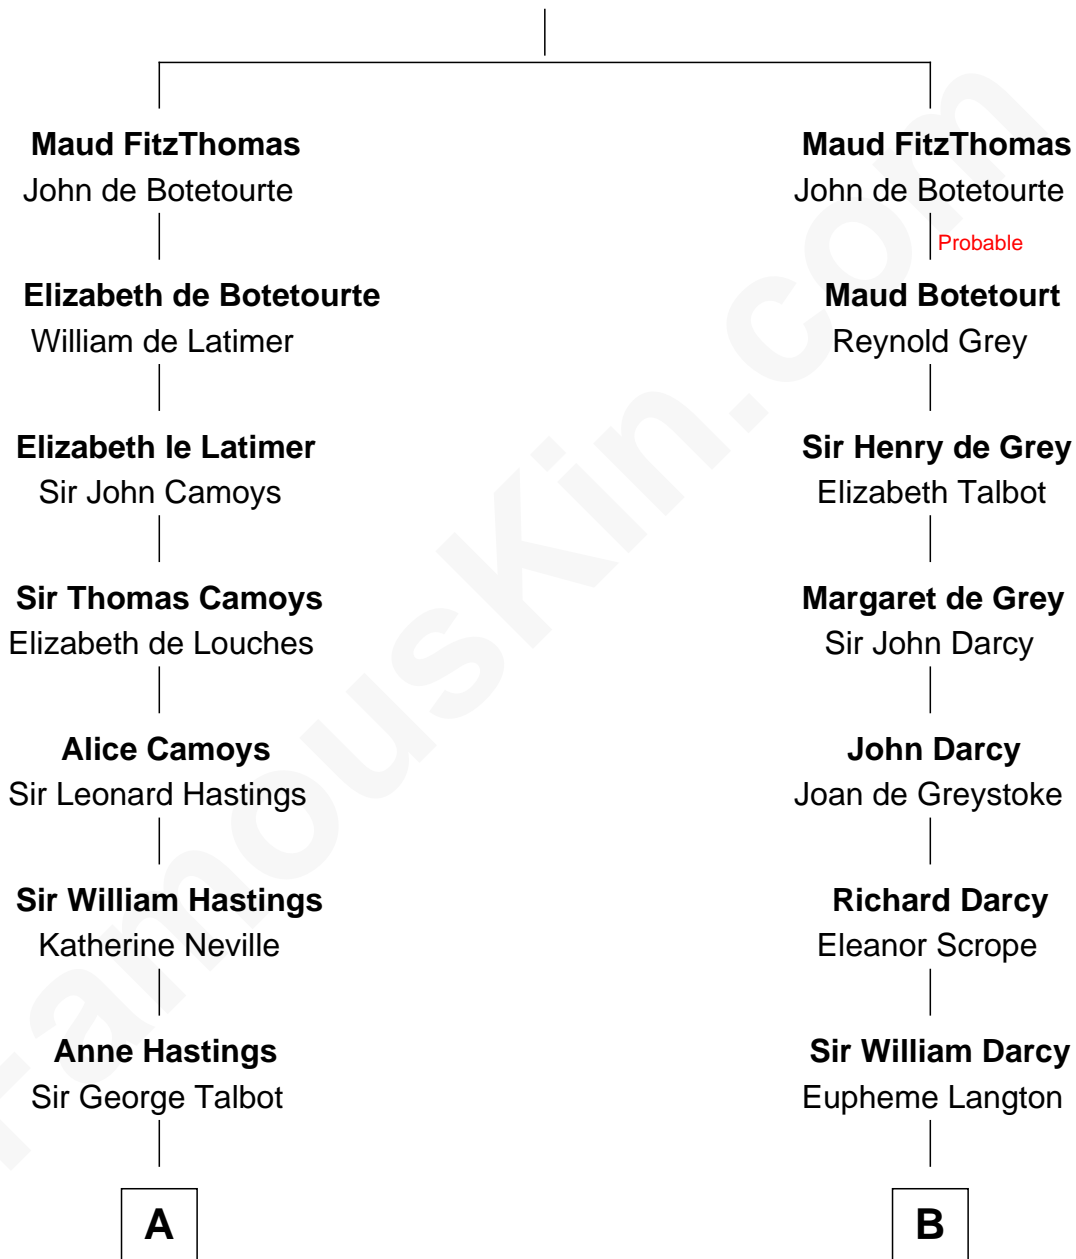 Maud FitzThomas
John de Botetourte
Elizabeth de Botetourte
William de Latimer
Elizabeth le Latimer
Sir John Camoys
Sir Thomas Camoys
Elizabeth de Louches
Alice Camoys
Sir Leonard Hastings
Sir William Hastings
Katherine Neville
Anne Hastings
Sir George Talbot
A
Maud FitzThomas
John de Botetourte
Probable
Maud Botetourt
Reynold Grey
Sir Henry de Grey
Elizabeth Talbot
Margaret de Grey
Sir John Darcy
John Darcy
Joan de Greystoke
Richard Darcy
Eleanor Scrope
Sir William Darcy
Eupheme Langton
B
FamousKin.com